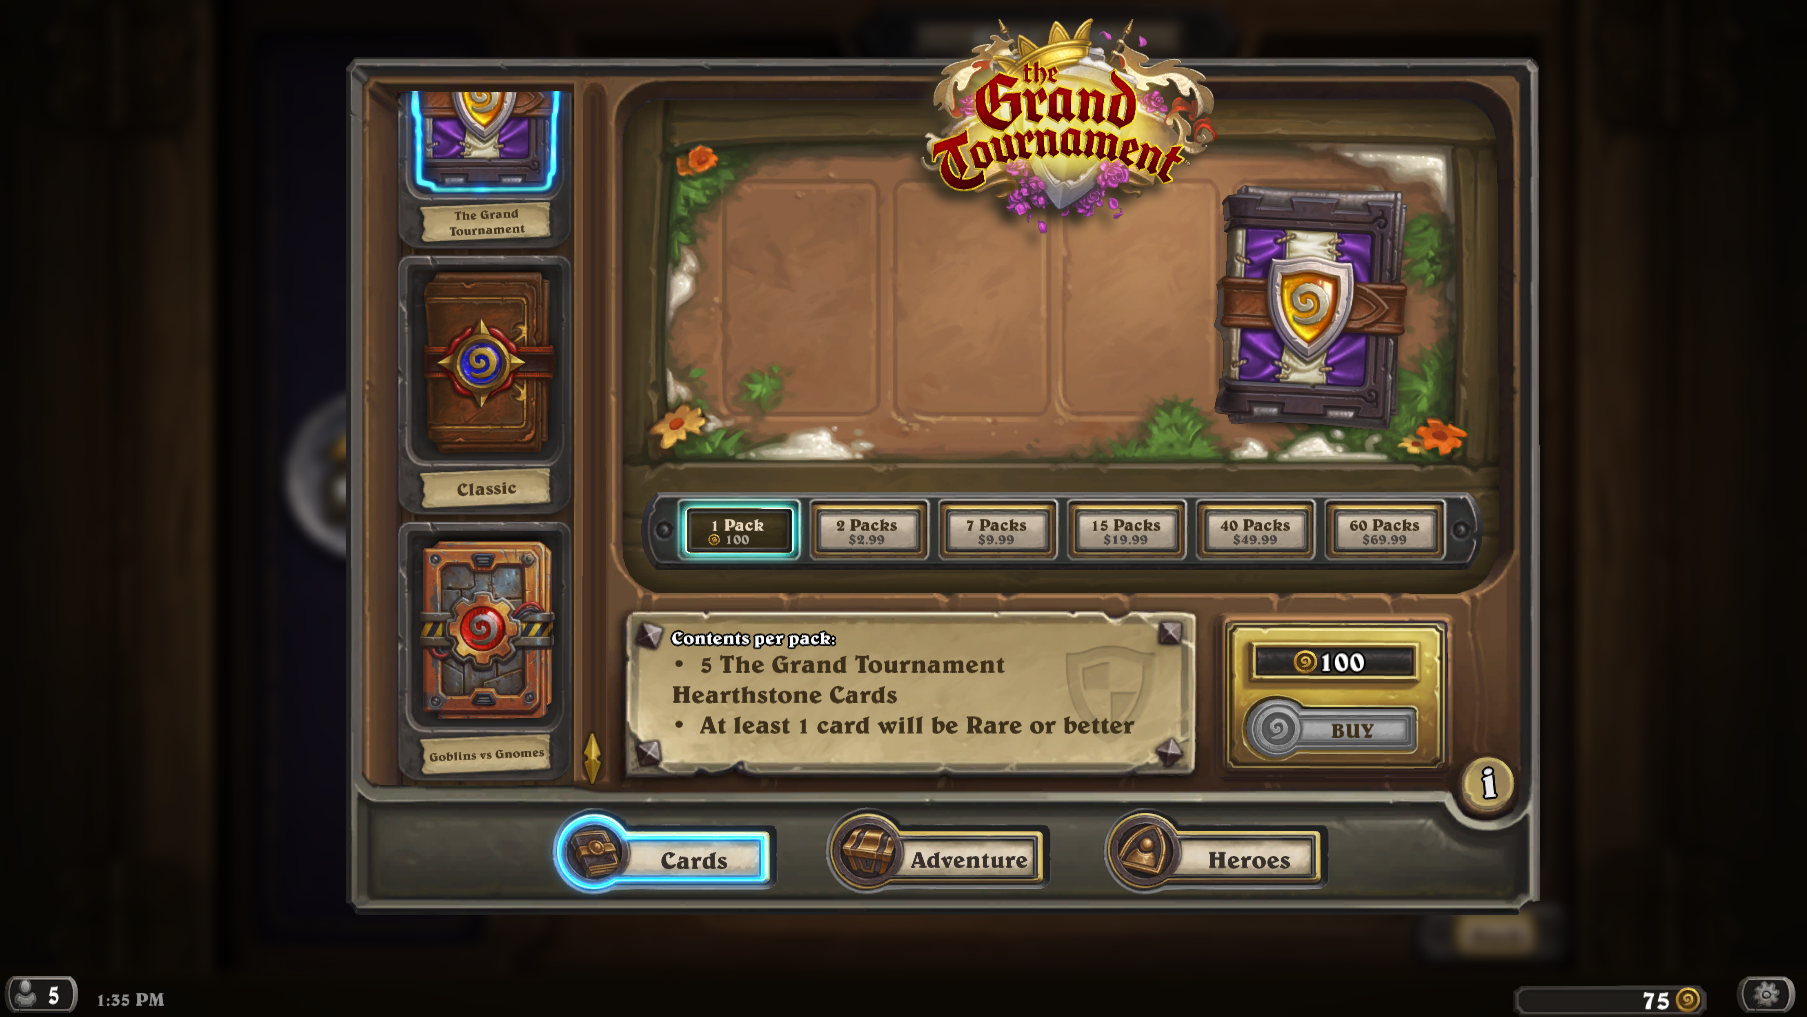 the
Grand
Tournament
The Grand
Tournament
Classic
Goblins vs Gnomes
1 Pack
100
2 Packs
$2.99
7 Packs
$9.99
15 Packs
$19.99
40 Packs
$49.99
60 Packs
$69.99
Contents per pack:
• 5 The Grand Tournament
Hearthstone Cards
• At least 1 card will be Rare or better
100
BUY
i
Cards
Adventure
Heroes
5
1:35 PM
75